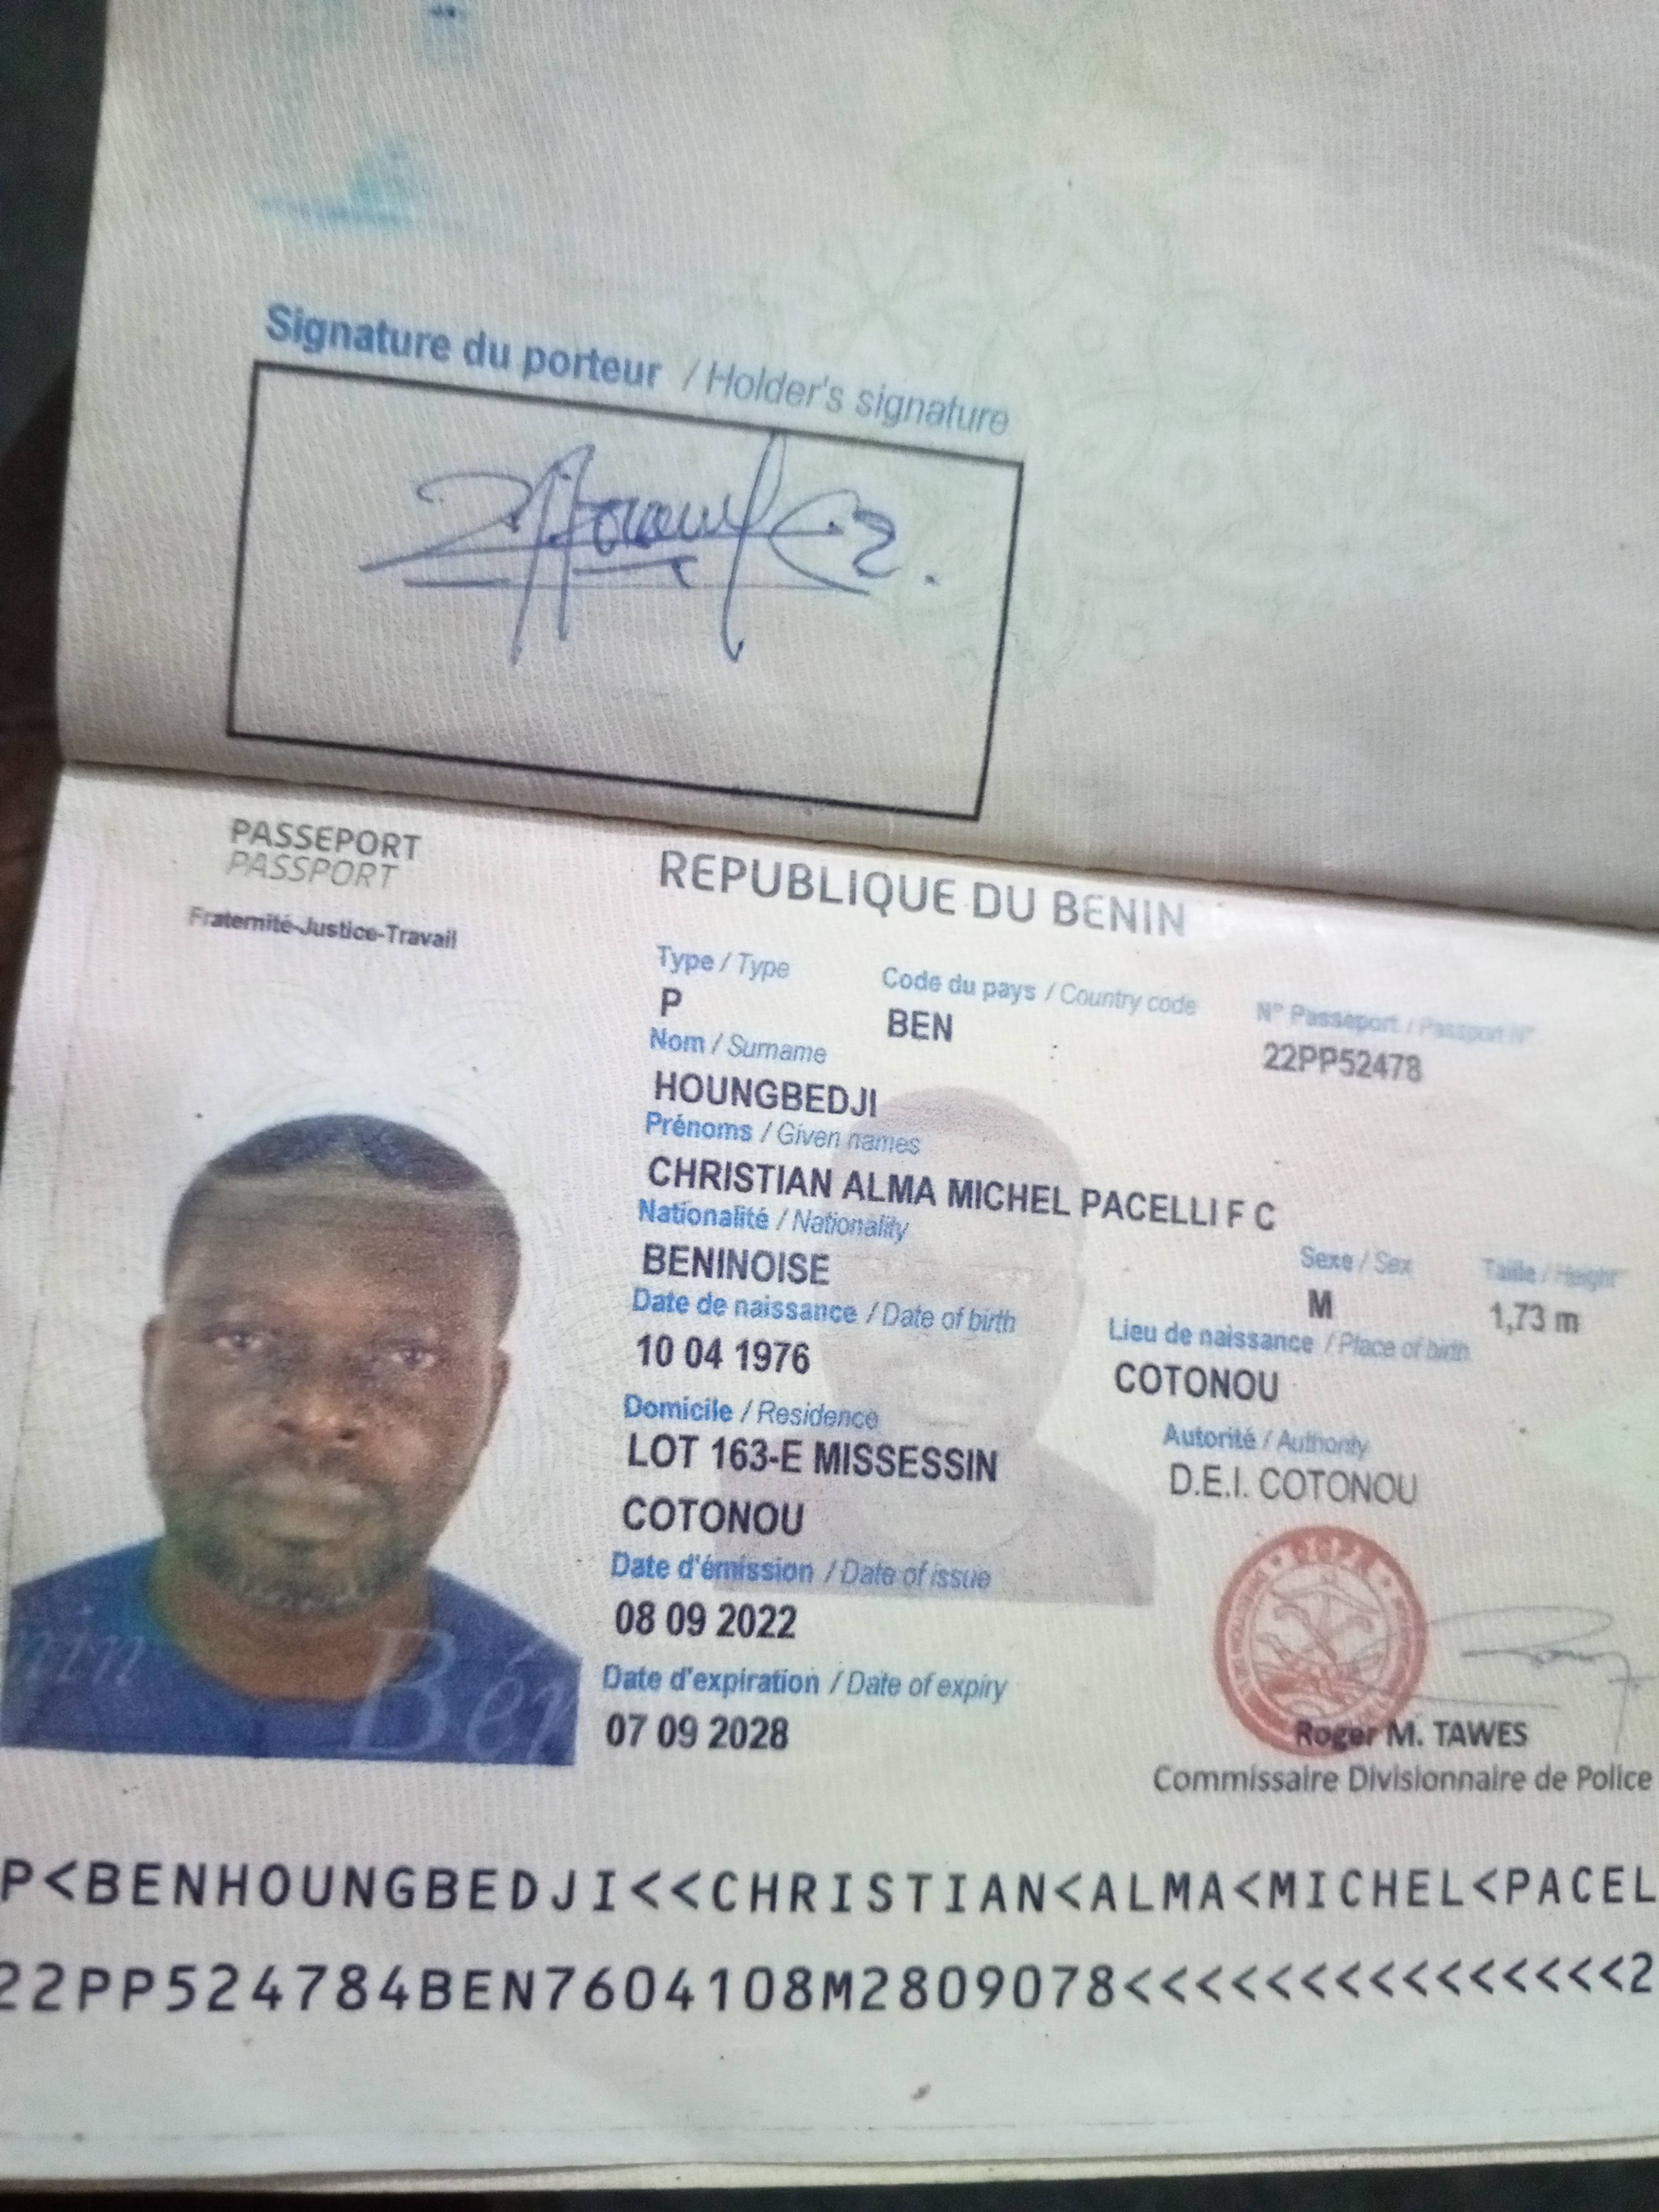 Signature du porteur / Holder's signature
PASSEPORT
PASSPORT
Fraternité-Justice-Travail
REPUBLIQUE DU BENIN
Type / Type
Code du pays / Country code
N° Passeport / Passport N°
P
BEN
22PP52478
Nom / Surname
HOUNGBEDJI
Prénoms / Given names
CHRISTIAN ALMA MICHEL PACELLI F C
Nationalité / Nationality
BENINOISE
Sexe / Sex
M
Taille / Height
1,73 m
Date de naissance / Date of birth
10 04 1976
Lieu de naissance / Place of birth
COTONOU
Domicile / Residence
LOT 163-E MISSESSIN
COTONOU
Autorité / Authority
D.E.I. COTONOU
Date d'émission / Date of issue
08 09 2022
Date d'expiration / Date of expiry
07 09 2028
Roger M. TAWES
Commissaire Divisionnaire de Police
P<BENHOUNGBEDJI<<CHRISTIAN<ALMA<MICHEL<PACEL
22PP524784BEN7604108M2809078<<<<<<<<<<<<<<<2